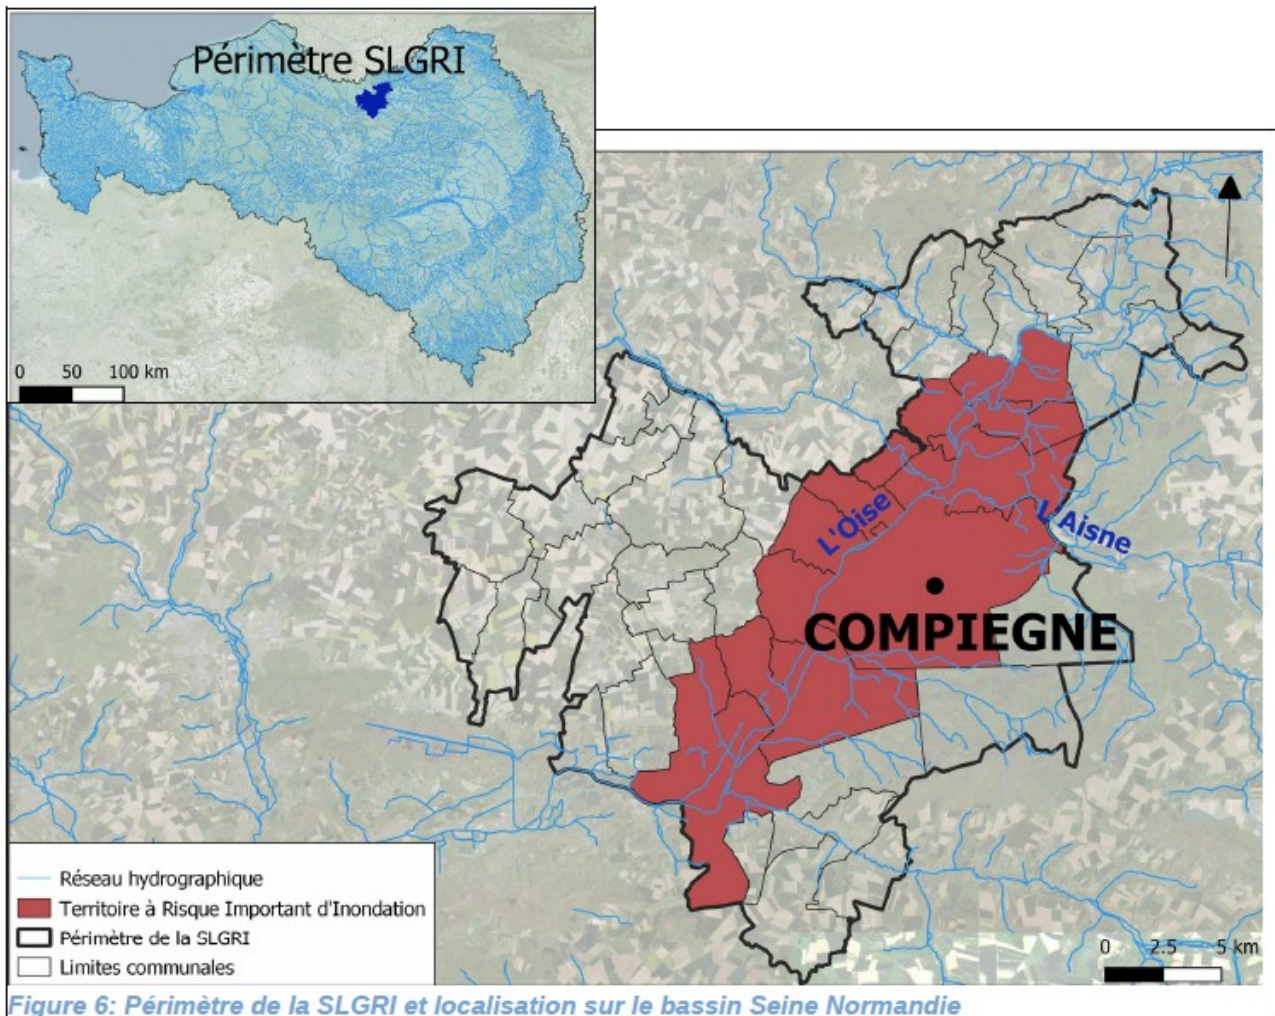 Périmètre SLGRI
0 50 100 km
L'Oise
L'Aisne
COMPIEGNE
Réseau hydrographique
Territoire à Risque Important d'Inondation
Périmètre de la SLGRI
Limites communales
0 2.5 5 km
Figure 6: Périmètre de la SLGRI et localisation sur le bassin Seine Normandie